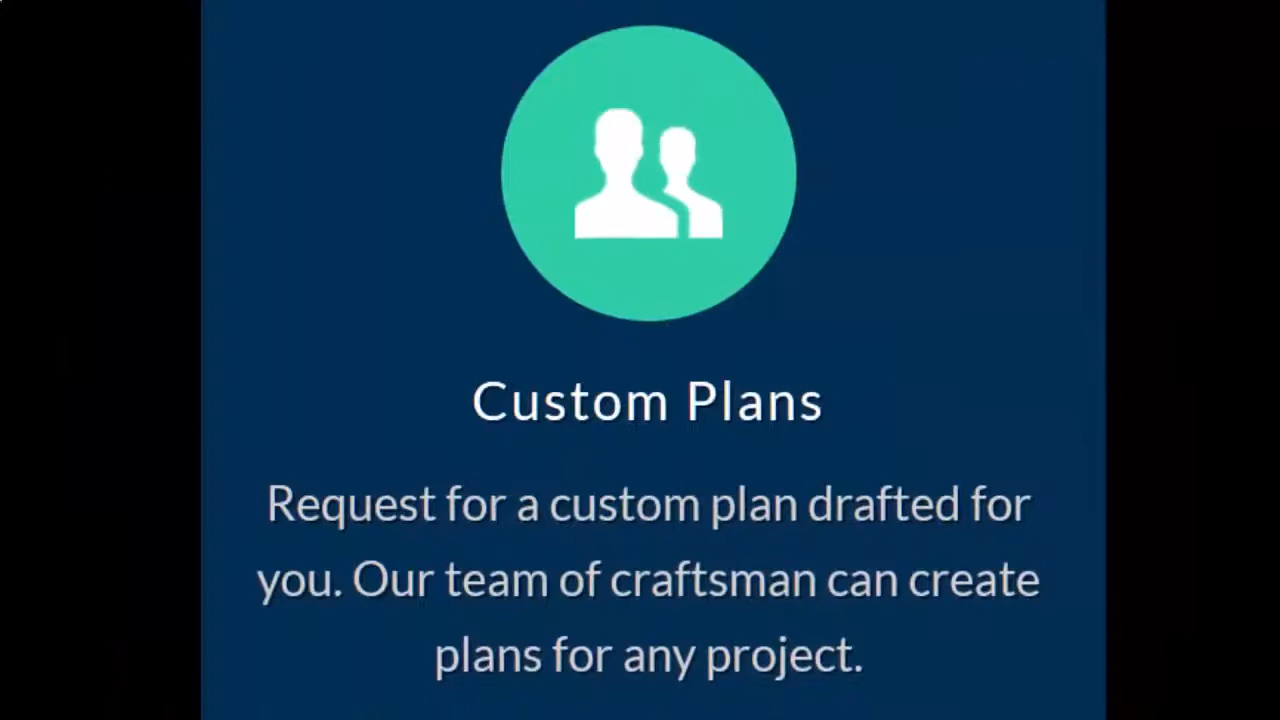 Custom Plans
Request for a custom plan drafted for
you. Our team of craftsman can create
plans for any project.